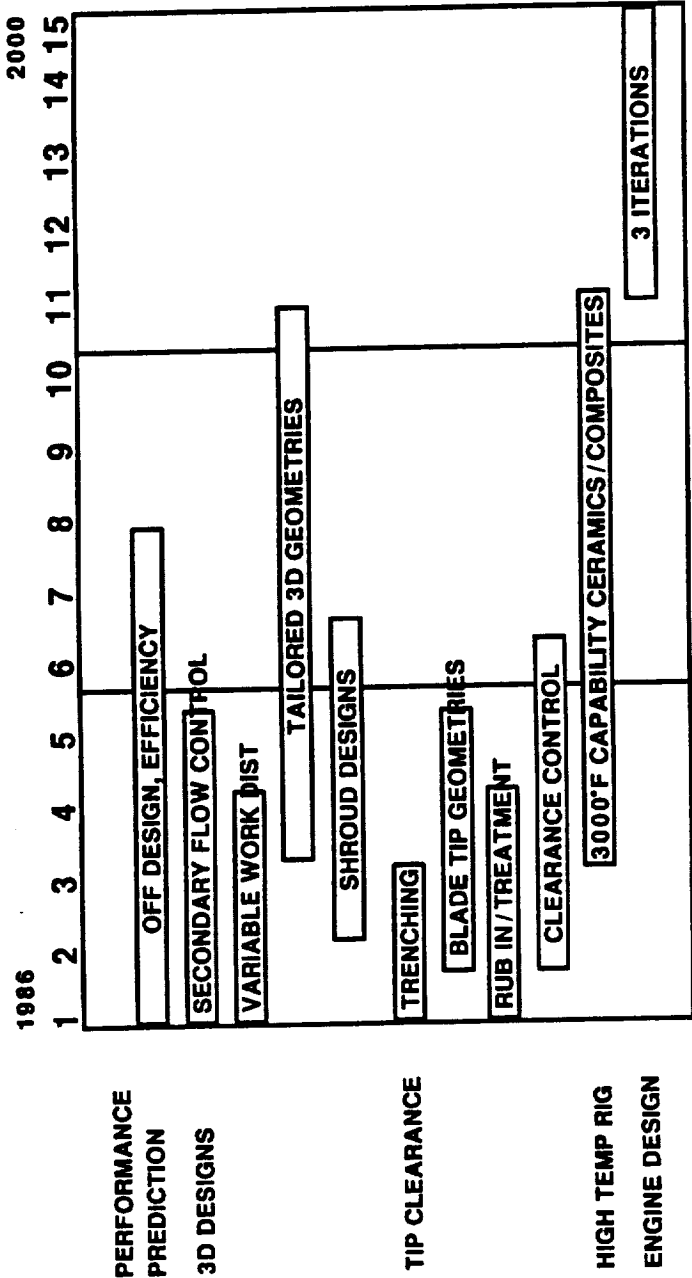 1986 2000
1 2 3 4 5 6 7 8 9 10 11 12 13 14 15
PERFORMANCE
PREDICTION
OFF DESIGN, EFFICIENCY
3D DESIGNS
SECONDARY FLOW CONTROL
VARIABLE WORK DIST
TAILORED 3D GEOMETRIES
SHROUD DESIGNS
TIP CLEARANCE
TRENCHING
BLADE TIP GEOMETRIES
RUB IN/TREATMENT
CLEARANCE CONTROL
HIGH TEMP RIG
3000°F CAPABILITY CERAMICS/COMPOSITES
ENGINE DESIGN
3 ITERATIONS